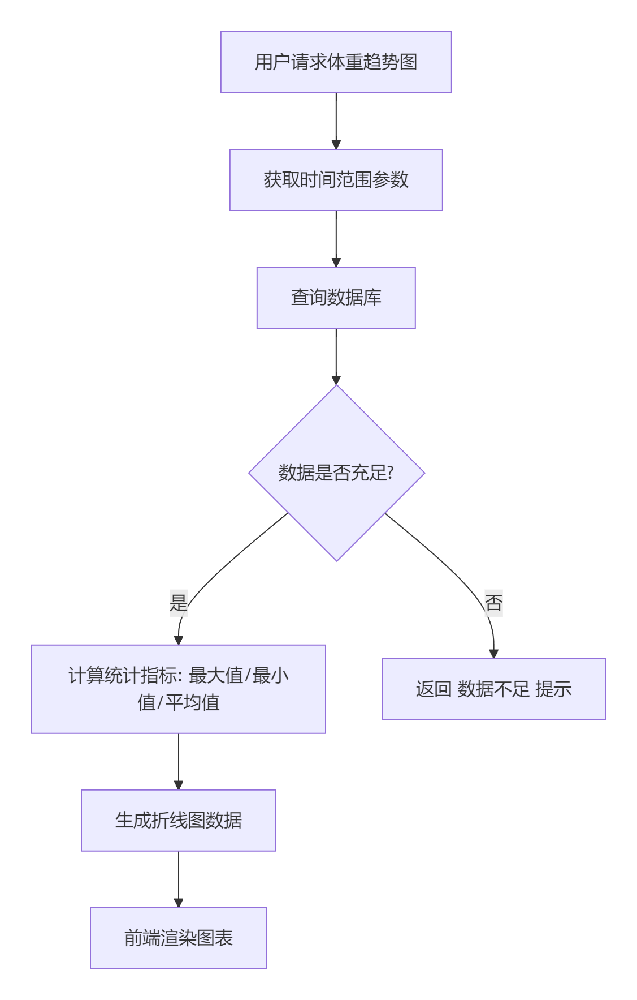 用户请求体重趋势图
获取时间范围参数
查询数据库
数据是否充足?
是
否
计算统计指标: 最大值/最小
值/平均值
返回 数据不足 提示
生成折线图数据
前端渲染图表